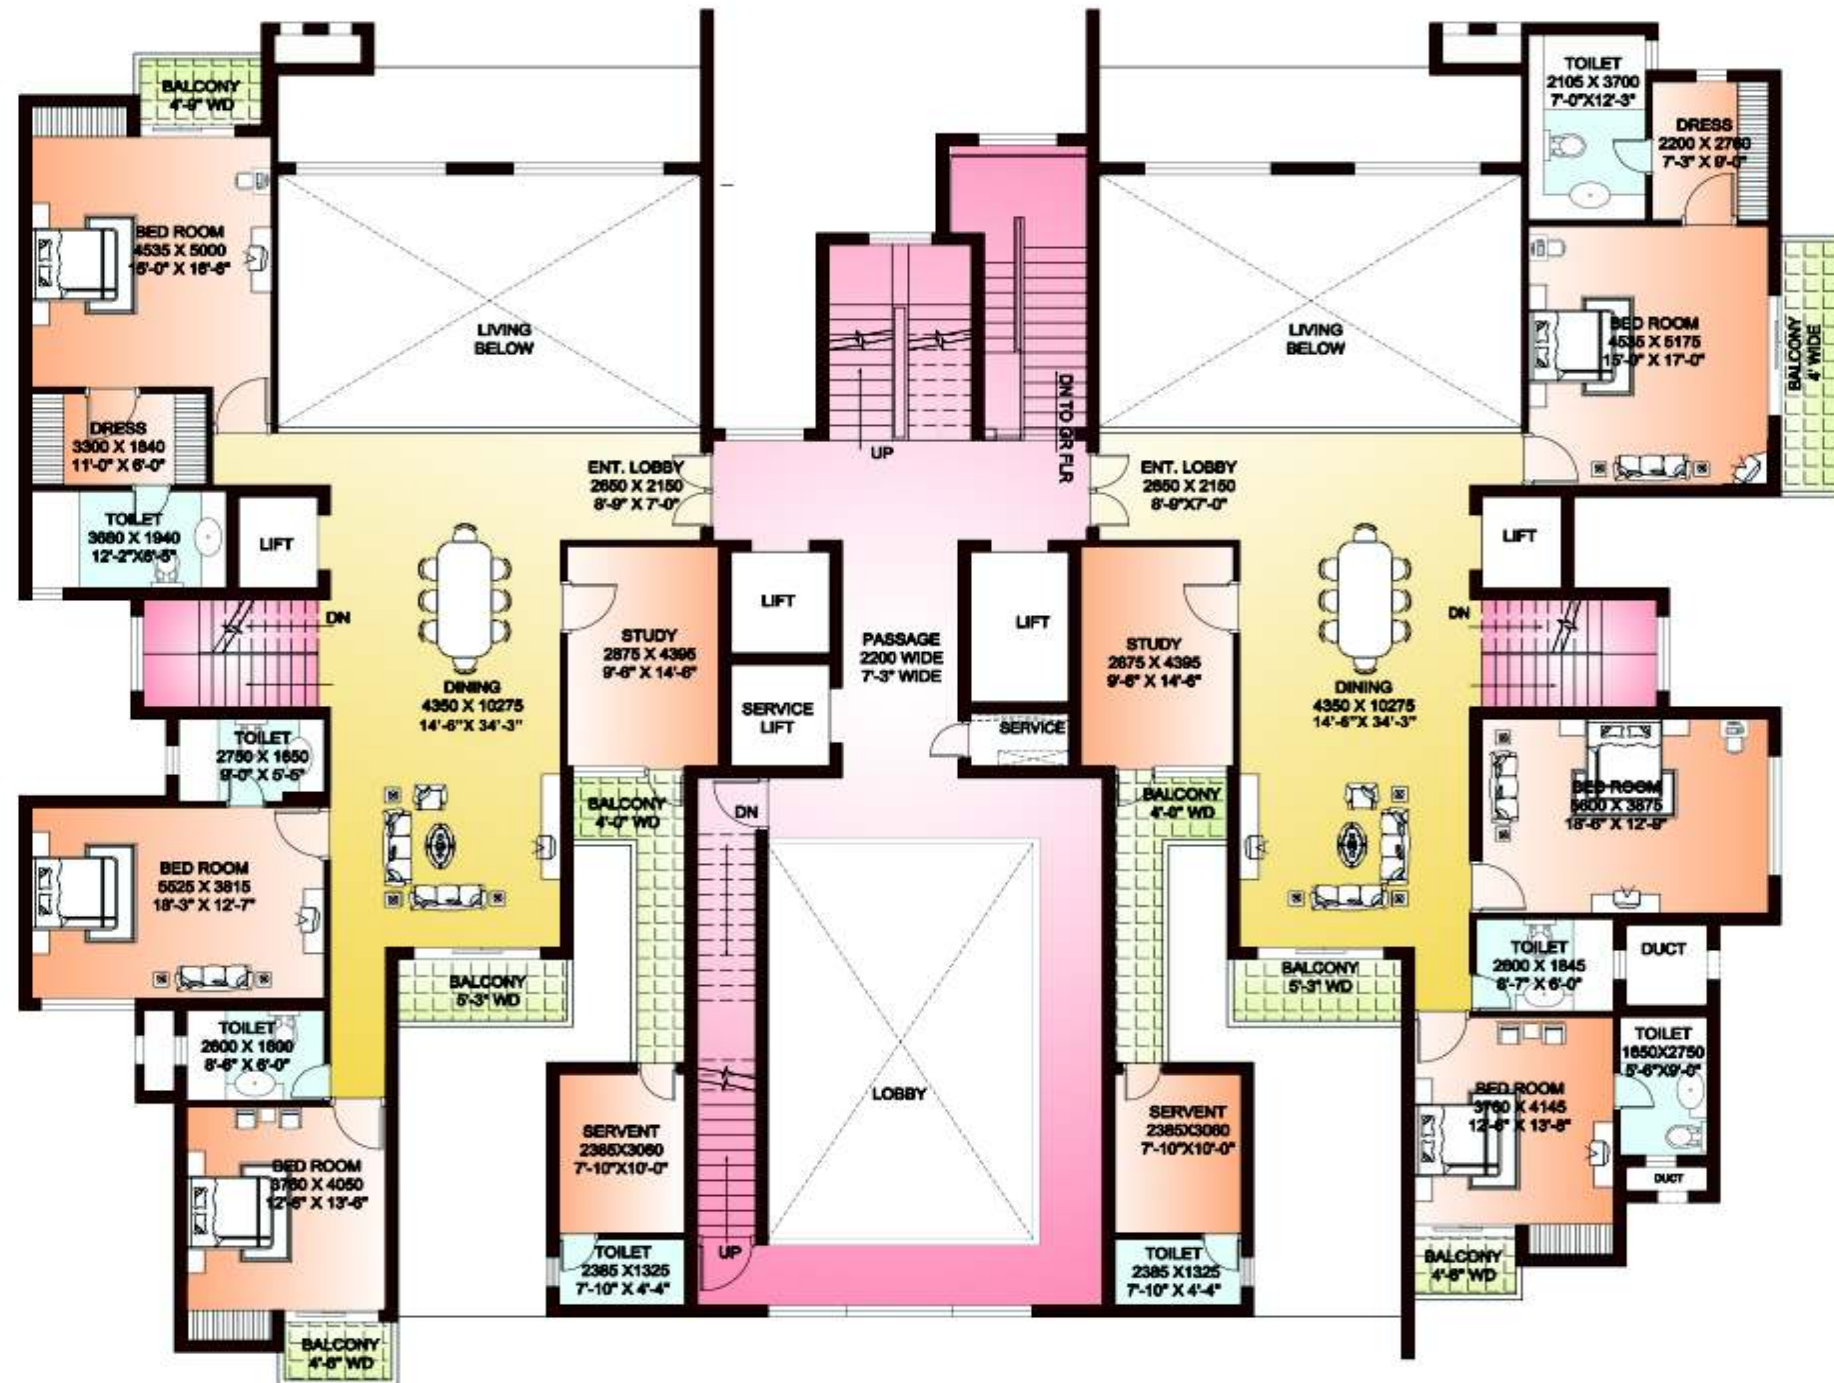 BALCONY
4'-9" WD
BED ROOM
4535 X 5000
15'-0" X 16'-6"
DRESS
3300 X 1840
11'-0" X 6'-0"
TOILET
3680 X 1940
12'-2"X6'-5"
LIFT
DN
TOILET
2750 X 1650
9'-0" X 5'-5"
BED ROOM
5525 X 3815
18'-3" X 12'-7"
TOILET
2600 X 1800
8'-6" X 6'-0"
BED ROOM
3760 X 4050
12'-6" X 13'-6"
BALCONY
4'-6" WD
LIVING
BELOW
ENT. LOBBY
2650 X 2150
8'-9" X 7'-0"
DINING
4350 X 10275
14'-6"X 34'-3"
STUDY
2875 X 4395
9'-6" X 14'-6"
BALCONY
4'-0" WD
BALCONY
5'-3" WD
SERVENT
2385X3060
7'-10"X10'-0"
TOILET
2385 X1325
7'-10" X 4'-4"
UP
DN TO GR FLR
LIFT
SERVICE
LIFT
PASSAGE
2200 WIDE
7'-3" WIDE
LIFT
SERVICE
DN
LOBBY
UP
LIVING
BELOW
ENT. LOBBY
2650 X 2150
8'-9"X7'-0"
STUDY
2875 X 4395
9'-6" X 14'-6"
DINING
4350 X 10275
14'-6"X 34'-3"
BALCONY
4'-0" WD
BALCONY
5'-3" WD
SERVENT
2385X3060
7'-10"X10'-0"
TOILET
2385 X1325
7'-10" X 4'-4"
TOILET
2105 X 3700
7'-0"X12'-3"
DRESS
2200 X 2760
7'-3" X 9'-0"
BED ROOM
4535 X 5175
15'-0" X 17'-0"
BALCONY
4' WIDE
LIFT
DN
BED ROOM
5600 X 3875
18'-6" X 12'-9"
TOILET
2600 X 1845
8'-7" X 6'-0"
DUCT
TOILET
1650X2750
5'-6"X9'-0"
BED ROOM
3760 X 4145
12'-6" X 13'-8"
DUCT
BALCONY
4'-6" WD